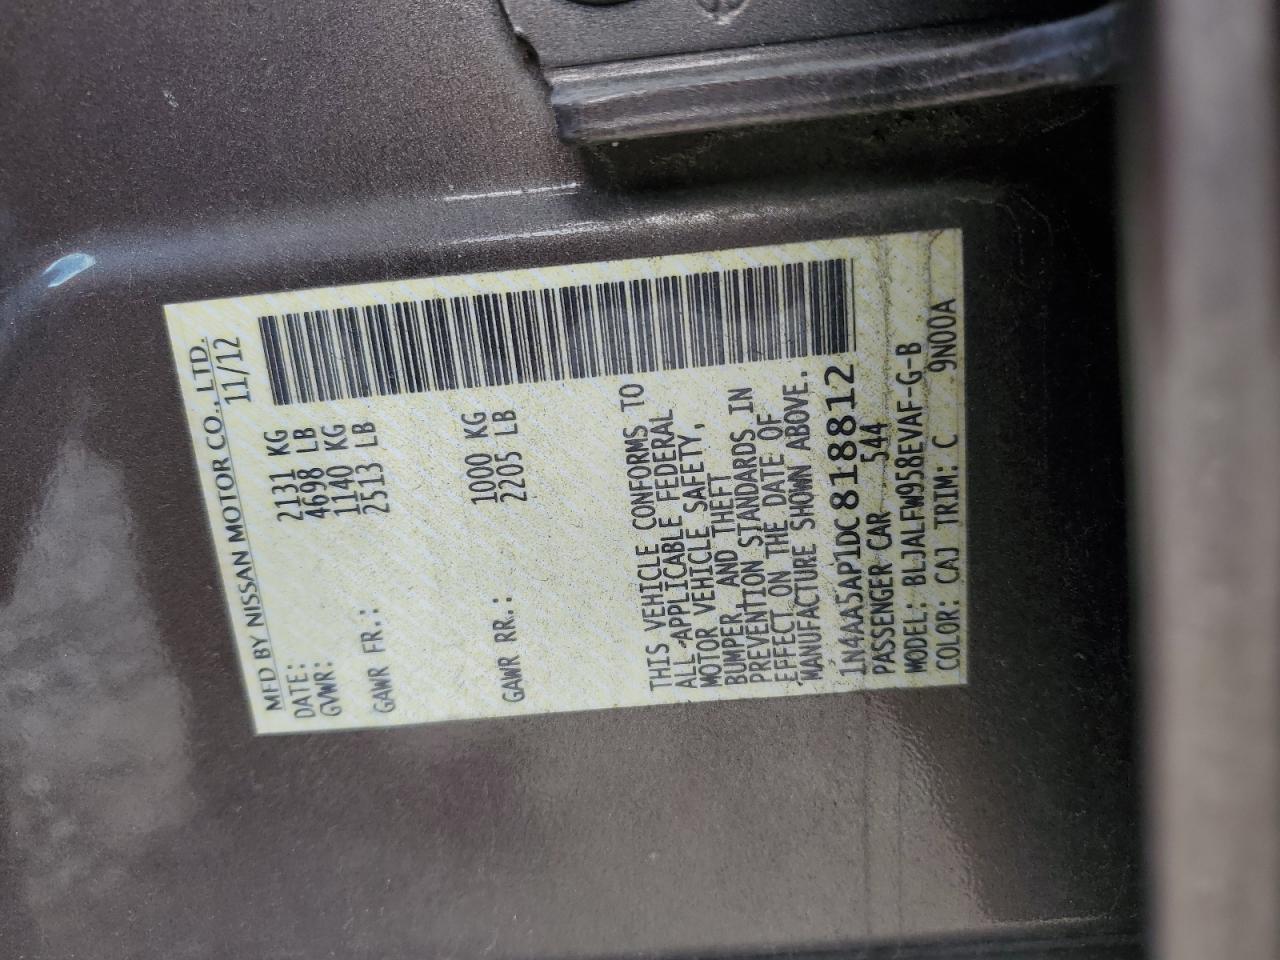 MFD BY NISSAN MOTOR CO., LTD.
DATE: 11/12
GVWR: 2131 KG
4698 LB
GAWR FR.: 1140 KG
2513 LB
GAWR RR.: 1000 KG
2205 LB
THIS VEHICLE CONFORMS TO
ALL APPLICABLE FEDERAL
MOTOR VEHICLE SAFETY,
BUMPER, AND THEFT
PREVENTION STANDARDS IN
EFFECT ON THE DATE OF
MANUFACTURE SHOWN ABOVE.
1N4AA5AP1DC818812
PASSENGER CAR 544
MODEL: BLJALFW958EVAF-G-B
COLOR: CAJ TRIM: C 9N00A